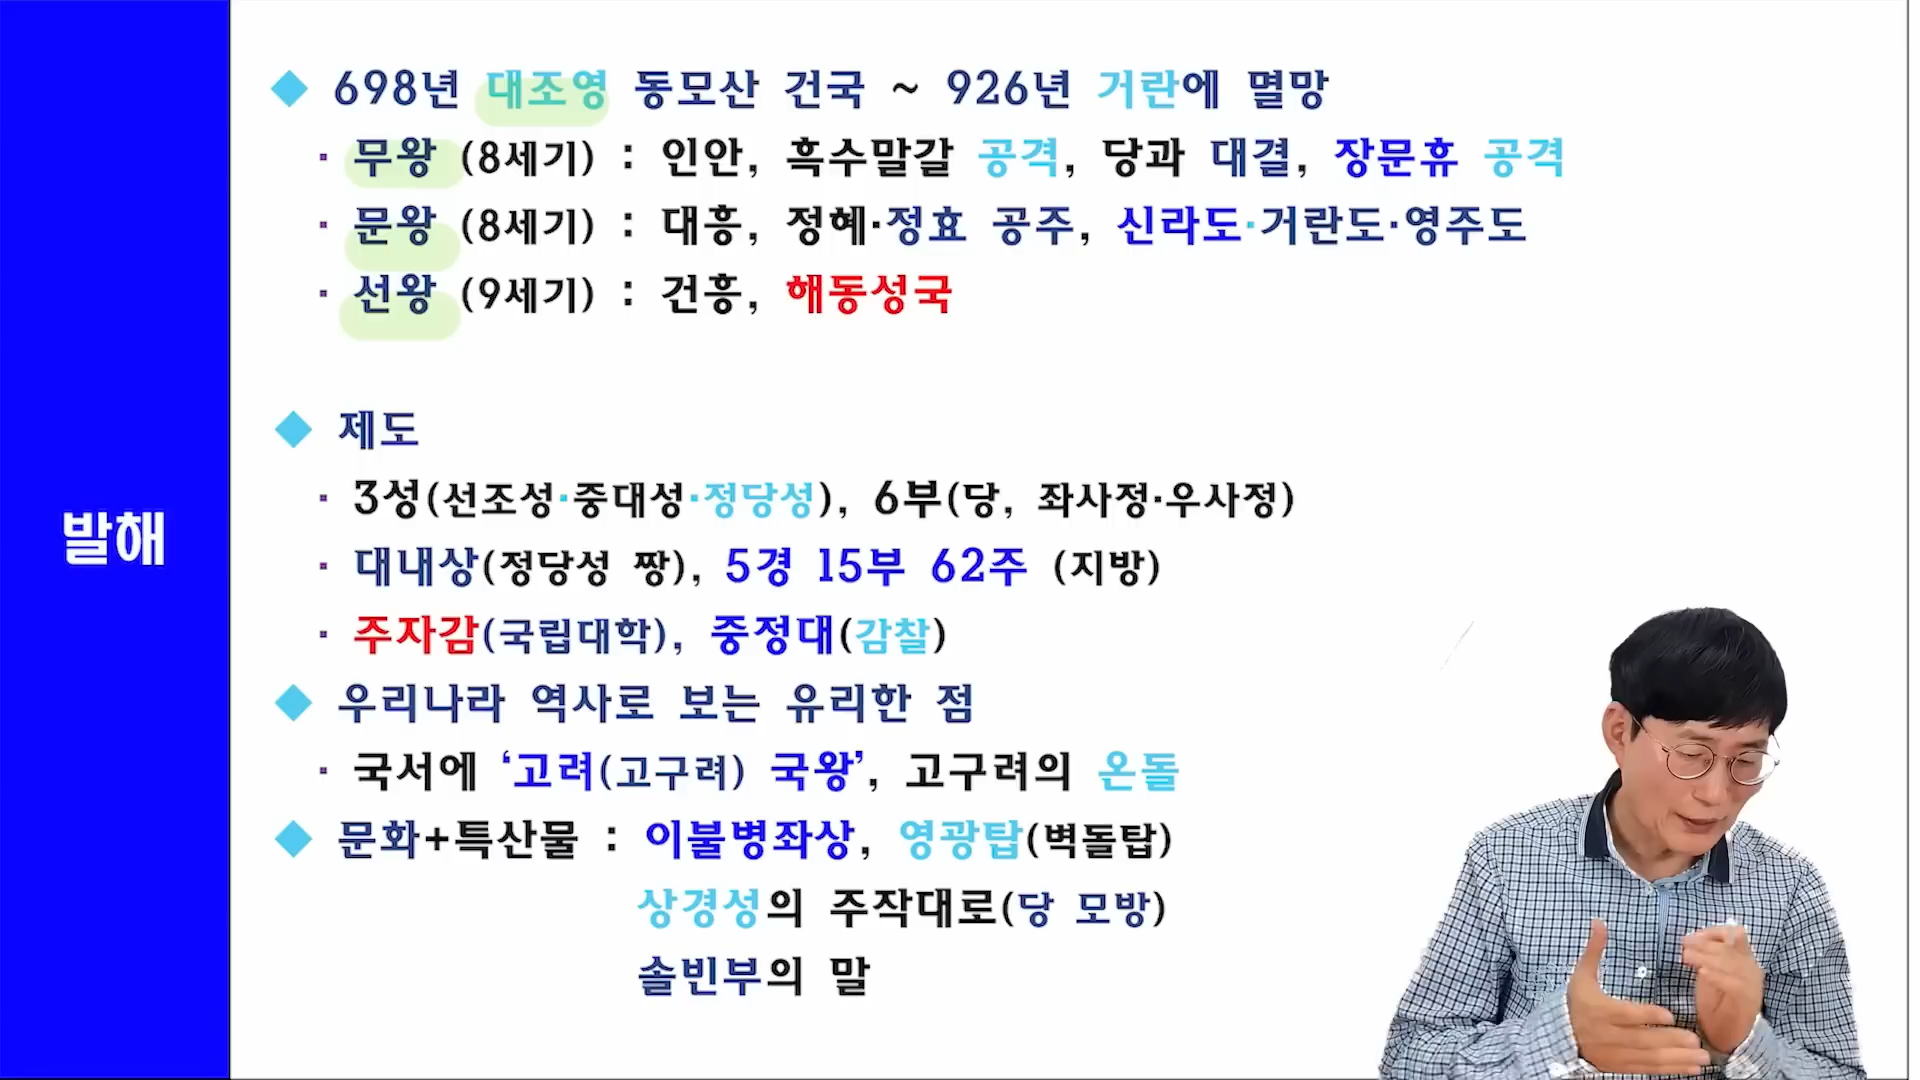 발해
◆ 698년 대조영 동모산 건국 ~ 926년 거란에 멸망
· 무왕 (8세기) : 인안, 흑수말갈 공격, 당과 대결, 장문휴 공격
· 문왕 (8세기) : 대흥, 정혜·정효 공주, 신라도·거란도·영주도
· 선왕 (9세기) : 건흥, 해동성국
◆ 제도
· 3성(선조성·중대성·정당성), 6부(당, 좌사정·우사정)
· 대내상(정당성 짱), 5경 15부 62주 (지방)
· 주자감(국립대학), 중정대(감찰)
◆ 우리나라 역사로 보는 유리한 점
· 국서에 ‘고려(고구려) 국왕’, 고구려의 온돌
◆ 문화+특산물 : 이불병좌상, 영광탑(벽돌탑)
상경성의 주작대로(당 모방)
솔빈부의 말